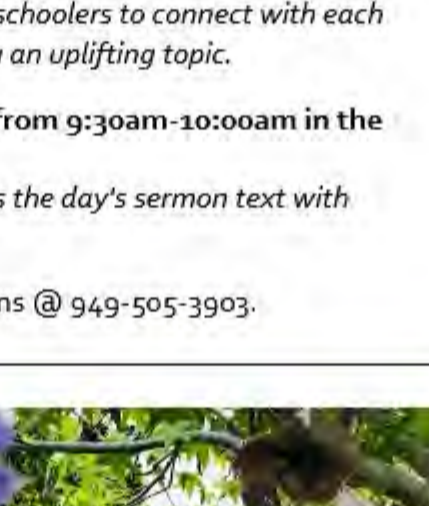 schoolers to connect with each
an uplifting topic.
from 9:30am-10:00am in the
s the day's sermon text with
ns @ 949-505-3903.